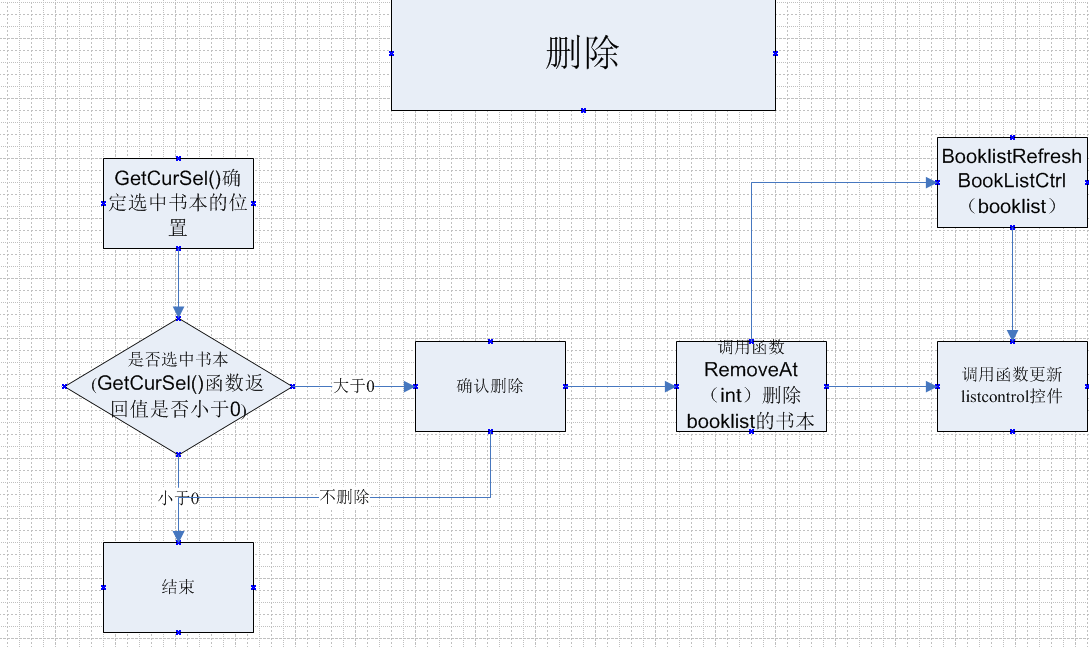 删除
GetCurSel()确
定选中书本的位
置
BooklistRefresh
BookListCtrl
（booklist）
是否选中书本
(GetCurSel()函数返
回值是否小于0)
大于0
确认删除
调用函数
RemoveAt
（int）删除
booklist的书本
调用函数更新
listcontrol控件
小于0
不删除
结束